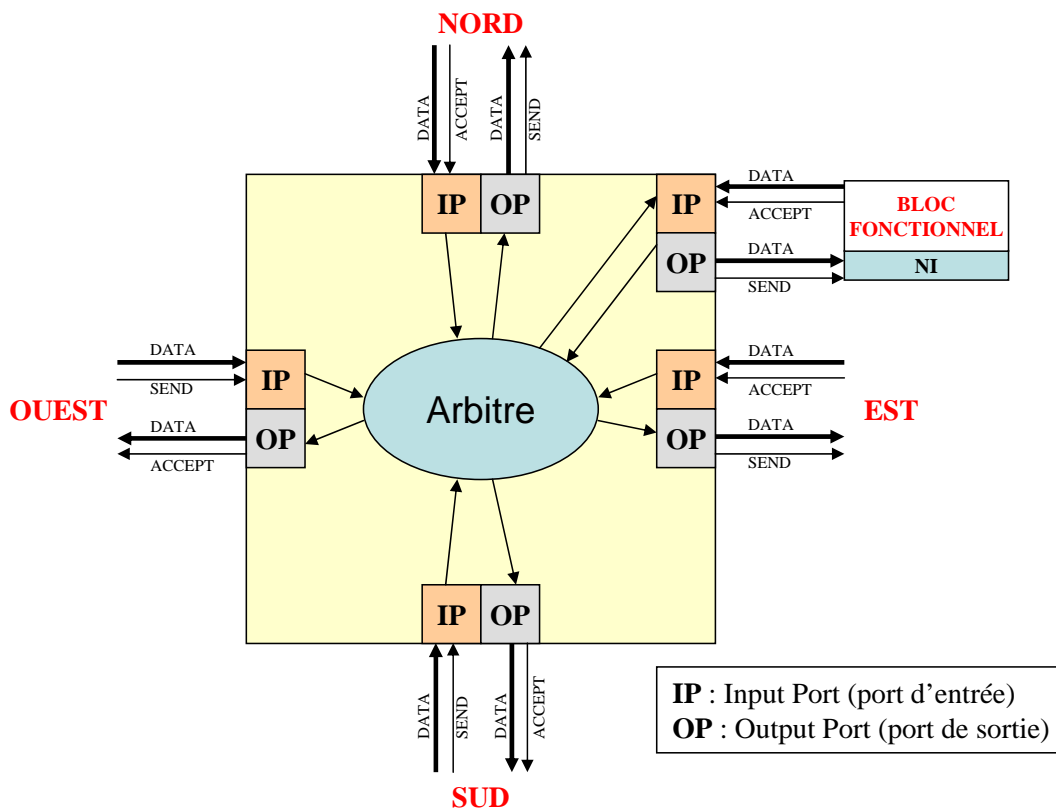 NORD
DATA
ACCEPT
DATA
SEND
IP
OP
IP
OP
DATA
ACCEPT
DATA
SEND
BLOC
FONCTIONNEL
NI
OUEST
DATA
SEND
DATA
ACCEPT
IP
OP
Arbitre
IP
OP
DATA
ACCEPT
DATA
SEND
EST
IP
OP
DATA
SEND
DATA
ACCEPT
SUD
IP : Input Port (port d’entrée)
OP : Output Port (port de sortie)